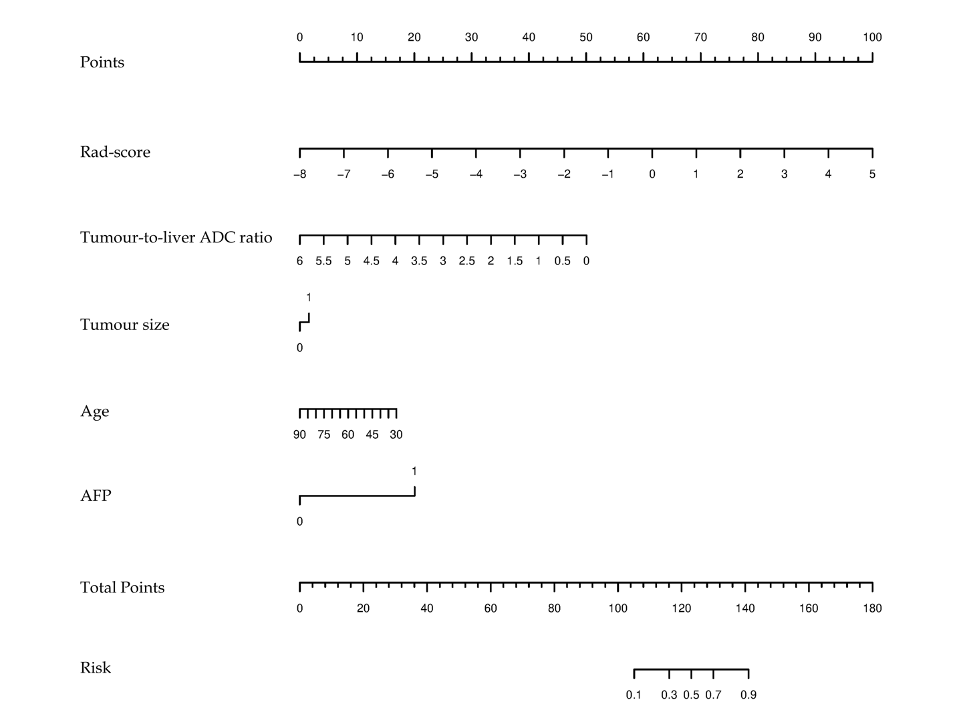 0 10 20 30 40 50 60 70 80 90 100
Points
Rad-score
−8 −7 −6 −5 −4 −3 −2 −1 0 1 2 3 4 5
Tumour-to-liver ADC ratio
6 5.5 5 4.5 4 3.5 3 2.5 2 1.5 1 0.5 0
1
Tumour size
0
Age
90 75 60 45 30
1
AFP
0
Total Points
0 20 40 60 80 100 120 140 160 180
Risk
0.1 0.3 0.5 0.7 0.9